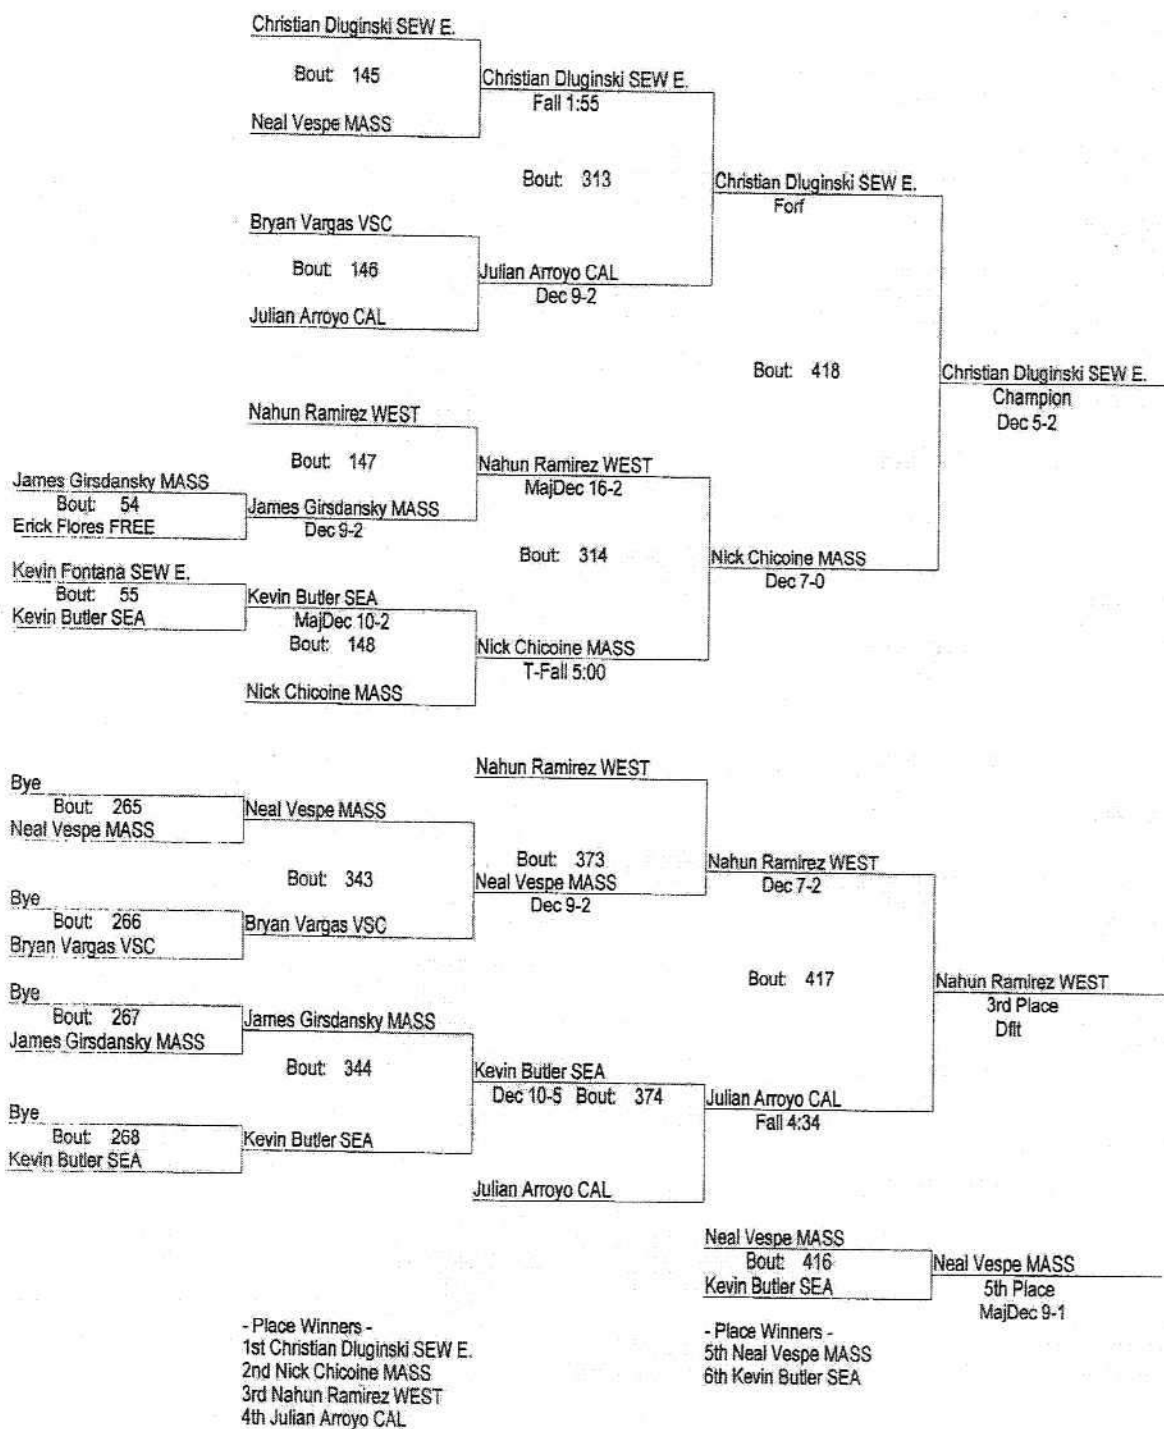 Christian Dluginski SEW E.
Bout: 145
Christian Dluginski SEW E.
Fall 1:55
Neal Vespe MASS
Bout: 313
Christian Dluginski SEW E.
Forf
Bryan Vargas VSC
Bout: 146
Julian Arroyo CAL
Dec 9-2
Julian Arroyo CAL
Bout: 418
Christian Dluginski SEW E.
Champion
Dec 5-2
Nahun Ramirez WEST
Bout: 147
Nahun Ramirez WEST
MajDec 16-2
James Girsdansky MASS
Bout: 54
James Girsdansky MASS
Erick Flores FREE
Dec 9-2
Bout: 314
Nick Chicoine MASS
Dec 7-0
Kevin Fontana SEW E.
Bout: 55
Kevin Butler SEA
Kevin Butler SEA
MajDec 10-2
Bout: 148
Nick Chicoine MASS
T-Fall 5:00
Nick Chicoine MASS
Nahun Ramirez WEST
Bye
Bout: 265
Neal Vespe MASS
Neal Vespe MASS
Bout: 373
Nahun Ramirez WEST
Dec 7-2
Bout: 343
Neal Vespe MASS
Dec 9-2
Bye
Bout: 266
Bryan Vargas VSC
Bryan Vargas VSC
Bout: 417
Nahun Ramirez WEST
3rd Place
Dflt
Bye
Bout: 267
James Girsdansky MASS
James Girsdansky MASS
Bout: 344
Kevin Butler SEA
Dec 10-5 Bout: 374
Julian Arroyo CAL
Fall 4:34
Bye
Bout: 268
Kevin Butler SEA
Kevin Butler SEA
Julian Arroyo CAL
Neal Vespe MASS
Bout: 416
Neal Vespe MASS
Kevin Butler SEA
5th Place
MajDec 9-1
- Place Winners -
1st Christian Dluginski SEW E.
2nd Nick Chicoine MASS
3rd Nahun Ramirez WEST
4th Julian Arroyo CAL
- Place Winners -
5th Neal Vespe MASS
6th Kevin Butler SEA